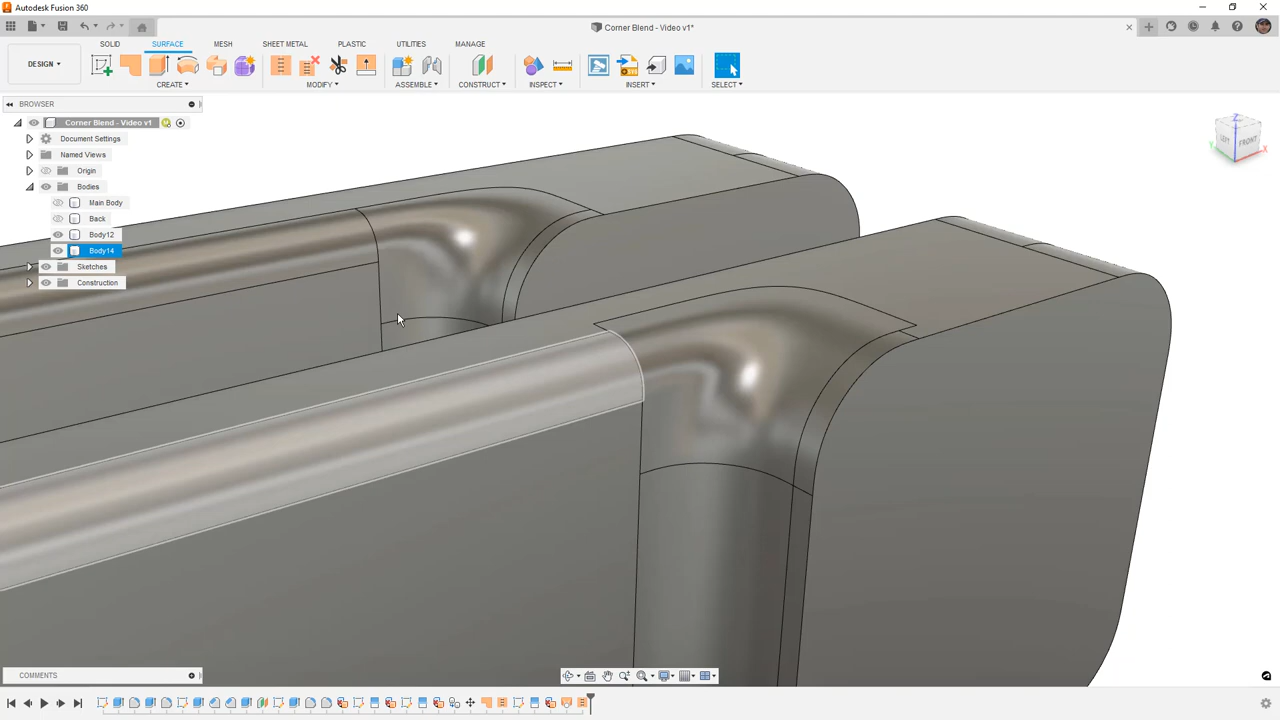 Autodesk Fusion 360
Corner Blend - Video v1*
DESIGN
SOLID
SURFACE
MESH
SHEET METAL
PLASTIC
UTILITIES
MANAGE
CREATE
MODIFY
ASSEMBLE
CONSTRUCT
INSPECT
INSERT
SELECT
BROWSER
Corner Blend - Video v1
Document Settings
Named Views
Origin
Bodies
Main Body
Back
Body12
Body14
Sketches
Construction
Z
LEFT
FRONT
Y
X
COMMENTS